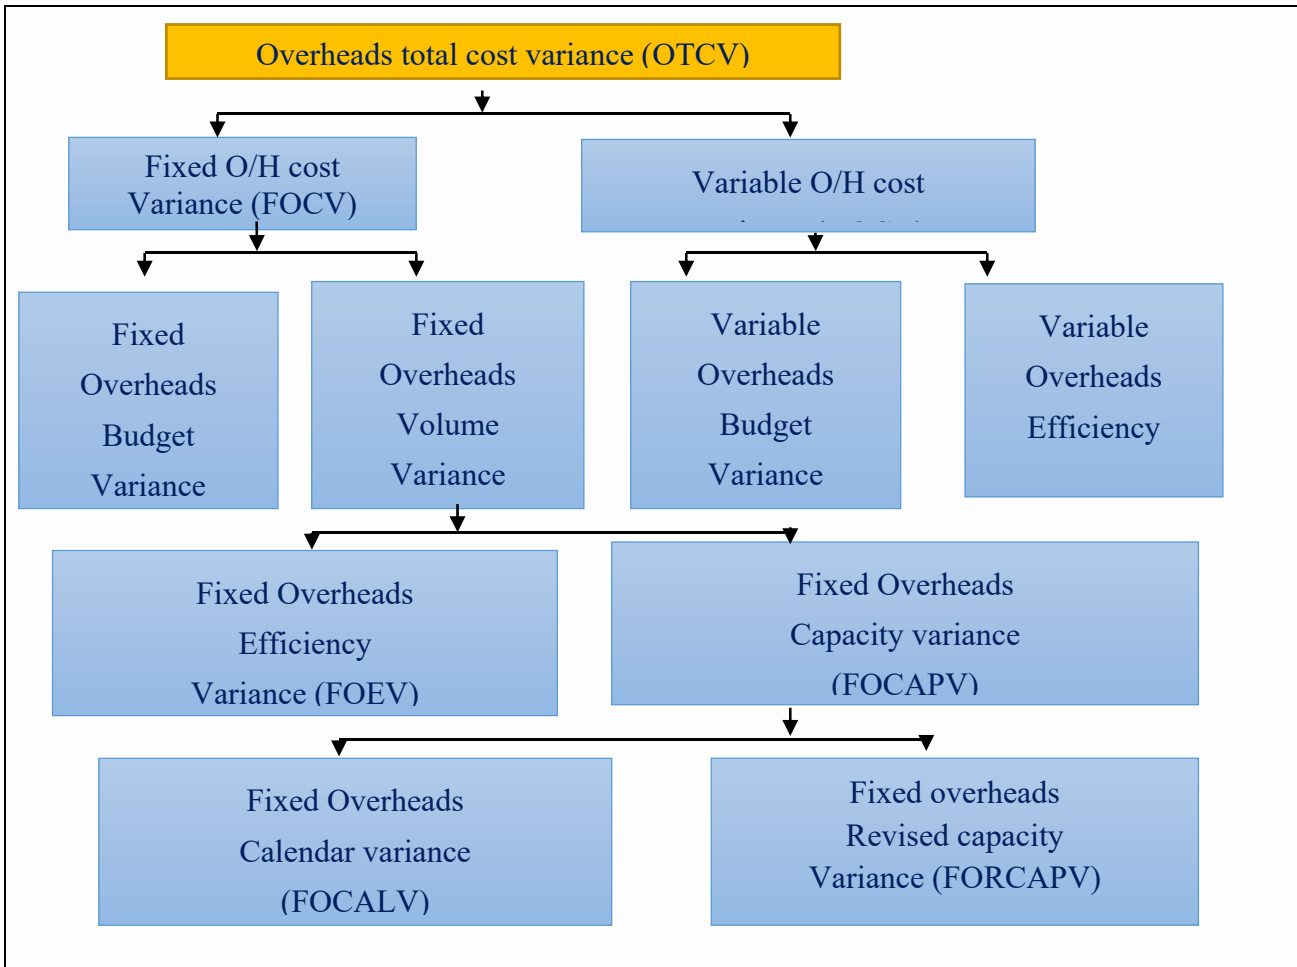 Overheads total cost variance (OTCV)
Fixed O/H cost
Variance (FOCV)
Variable O/H cost
Fixed
Overheads
Budget
Variance
Fixed
Overheads
Volume
Variance
Variable
Overheads
Budget
Variance
Variable
Overheads
Efficiency
Fixed Overheads
Efficiency
Variance (FOEV)
Fixed Overheads
Capacity variance
(FOCAPV)
Fixed Overheads
Calendar variance
(FOCALV)
Fixed overheads
Revised capacity
Variance (FORCAPV)